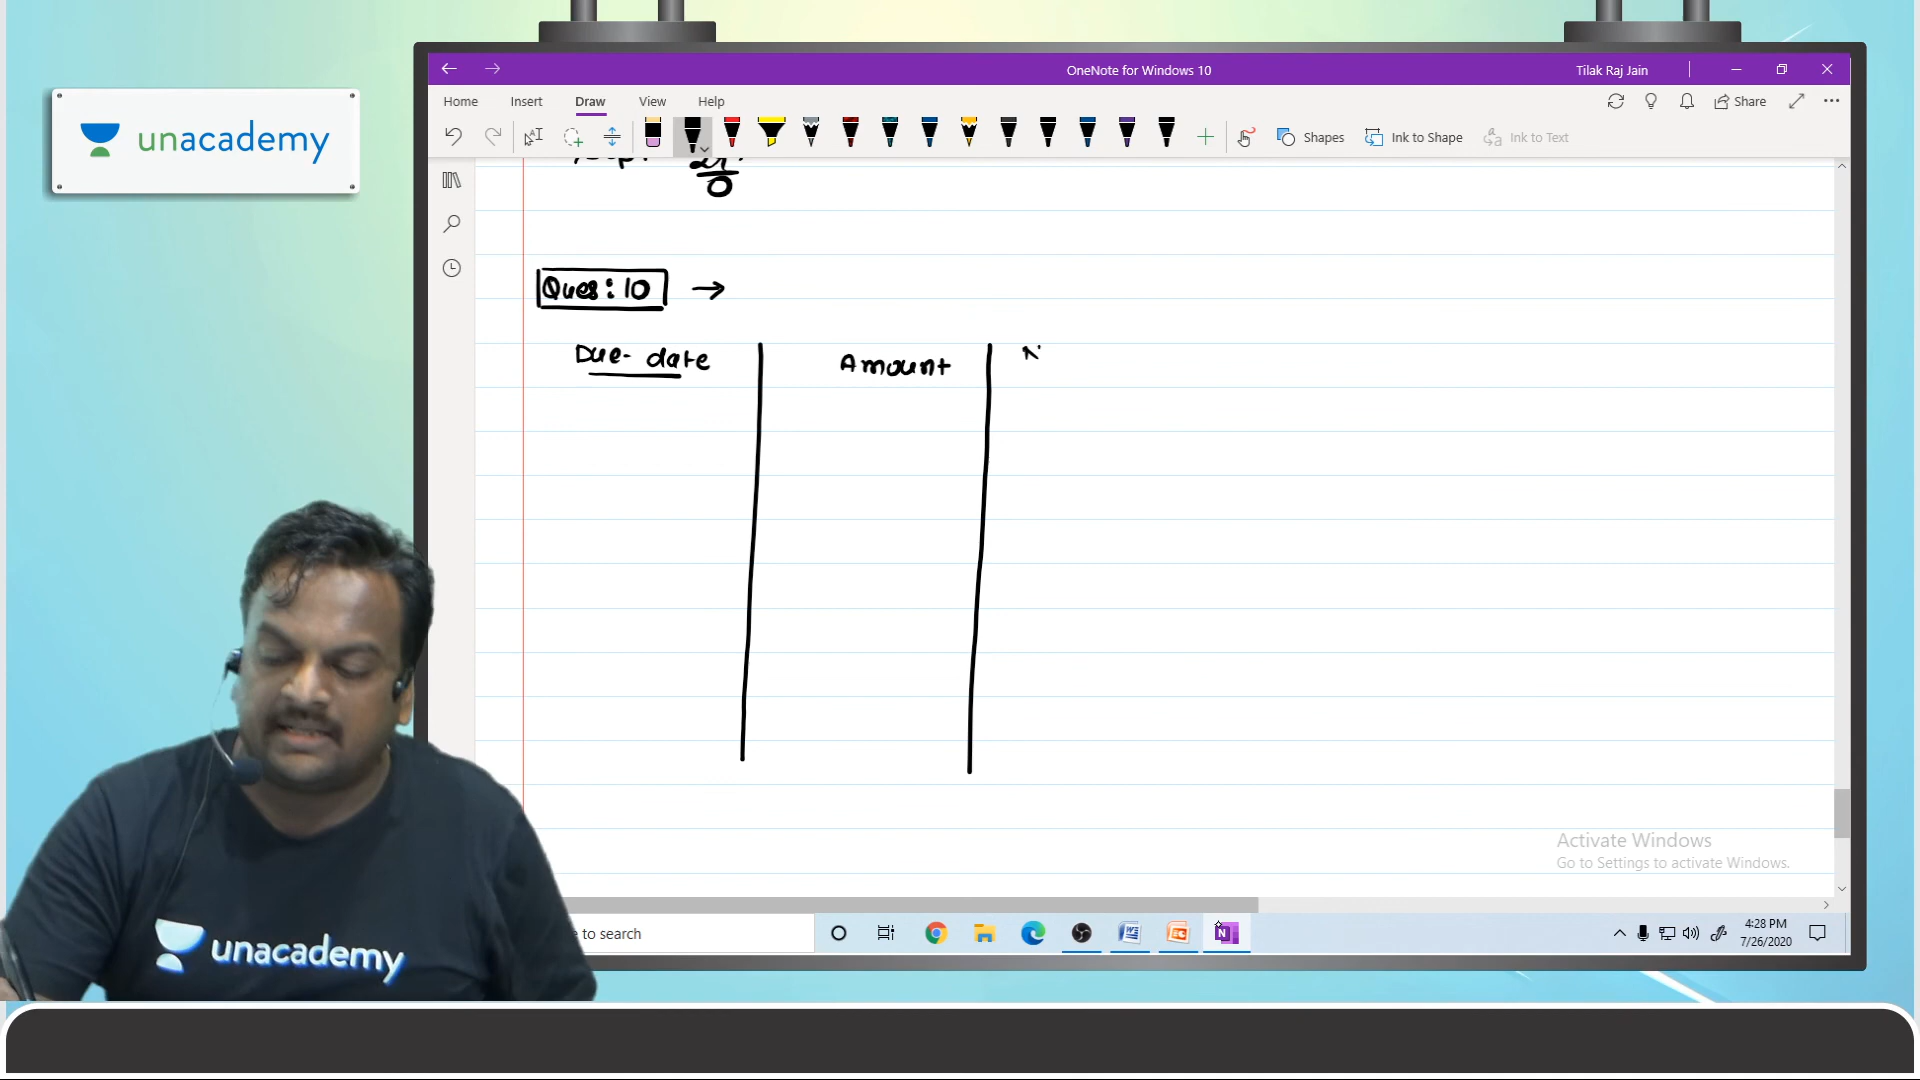 OneNote for Windows 10
Tilak Raj Jain
Home Insert Draw View Help
Share
Shapes
Ink to Shape
Ink to Text
unacademy
0
Ques: 10 →
Due- date
Amount
Activate Windows
Go to Settings to activate Windows.
unacademy
e to search
4:28 PM
7/26/2020